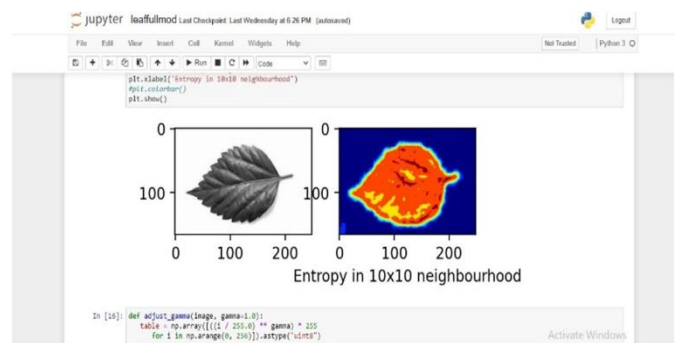 jupyter leaffullmod Last Checkpoint: Last Wednesday at 6:26 PM (autosaved)
Logout
File Edit View Insert Cell Kernel Widgets Help
Not Trusted Python 3
Run Code
plt.xlabel('Entropy in 10x10 neighbourhood')
#plt.colorbar()
plt.show()
0 0
100 100
0 100 200 0 100 200
Entropy in 10x10 neighbourhood
In [16]: def adjust_gamma(image, gamma=1.0):
table = np.array([((i / 255.0) ** gamma) * 255
for i in np.arange(0, 256)]).astype("uint8")
Activate Windows